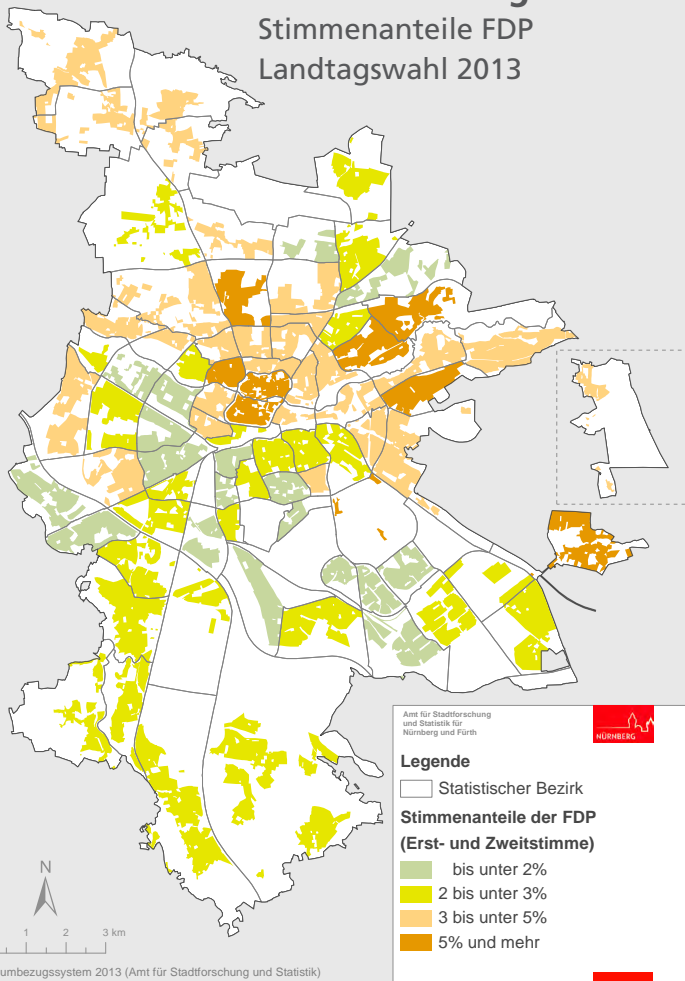 Stimmenanteile FDP
Landtagswahl 2013
Amt für Stadtforschung
und Statistik für
Nürnberg und Fürth
NÜRNBERG
Legende
Statistischer Bezirk
Stimmenanteile der FDP
(Erst- und Zweitstimme)
bis unter 2%
2 bis unter 3%
3 bis unter 5%
5% und mehr
N
1 2 3 km
umbezugssystem 2013 (Amt für Stadtforschung und Statistik)